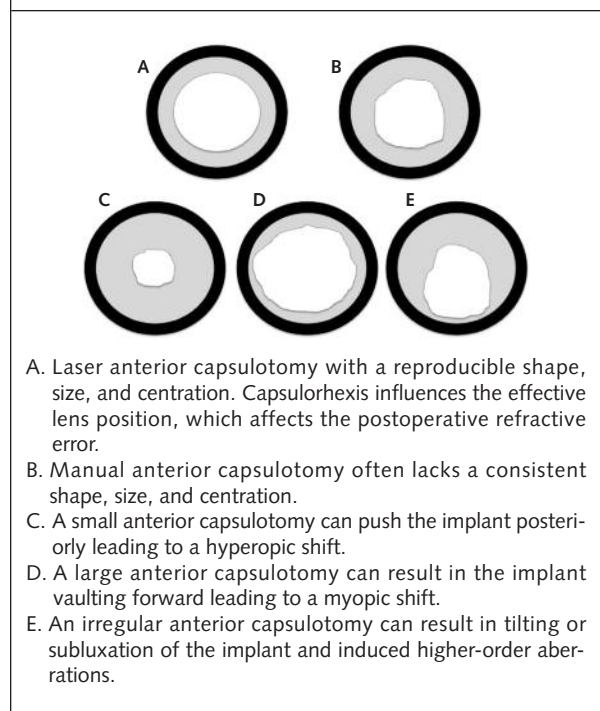 A
B
C
D
E
A. Laser anterior capsulotomy with a reproducible shape,
size, and centration. Capsulorhexis influences the effective
lens position, which affects the postoperative refractive
error.
B. Manual anterior capsulotomy often lacks a consistent
shape, size, and centration.
C. A small anterior capsulotomy can push the implant posteri-
orly leading to a hyperopic shift.
D. A large anterior capsulotomy can result in the implant
vaulting forward leading to a myopic shift.
E. An irregular anterior capsulotomy can result in tilting or
subluxation of the implant and induced higher-order aber-
rations.